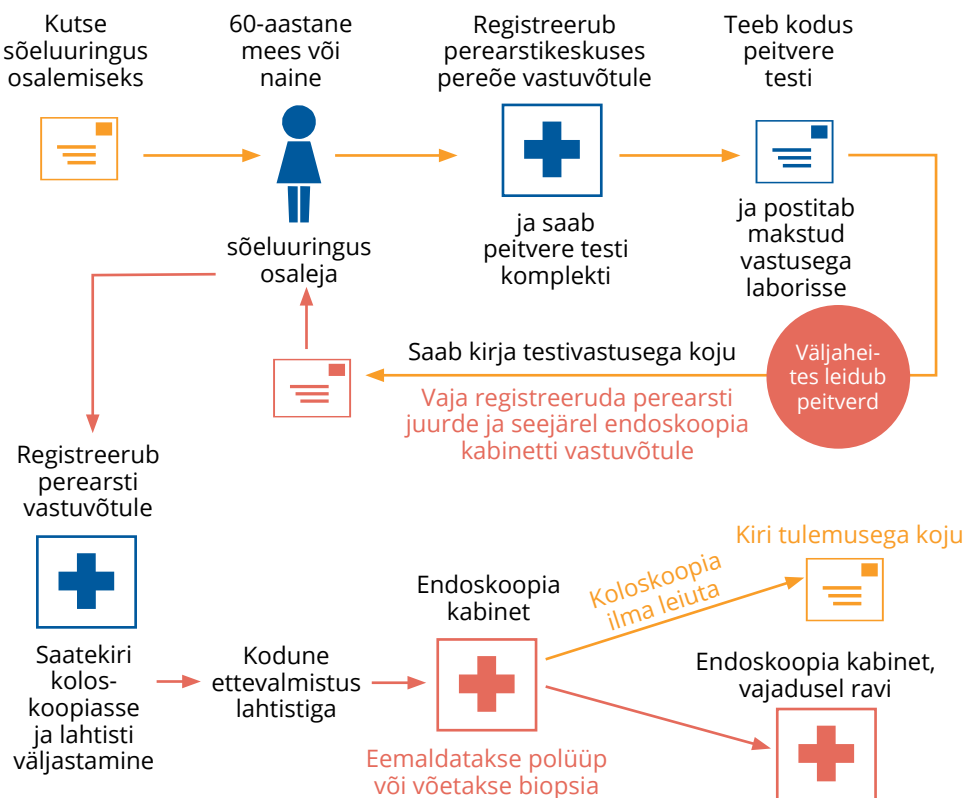 Kutse
sõeluuringus
osalemiseks
60-aastane
mees või
naine
Registreerub
perearstikeskuses
pereõe vastuvõtule
Teeb kodus
peitvere
testi
sõeluuringus
osaleja
ja saab
peitvere testi
komplekti
ja postitab
makstud
vastusega
laborisse
Saab kirja testivastusega koju
Väljahei-
tes leidub
peitverd
Vaja registreeruda perearsti
juurde ja seejärel endoskoopia
kabinetti vastuvõtule
Registreerub
perearsti
vastuvõtule
Saatekiri
kolos-
koopiasse
ja lahtisti
väljastamine
Kodune
ettevalmistus
lahtistiga
Endoskoopia
kabinet
Eemaldatakse polüüp
või võetakse biopsia
Koloskoopia
ilma leiuta
Kiri tulemusega koju
Endoskoopia kabinet,
vajadusel ravi